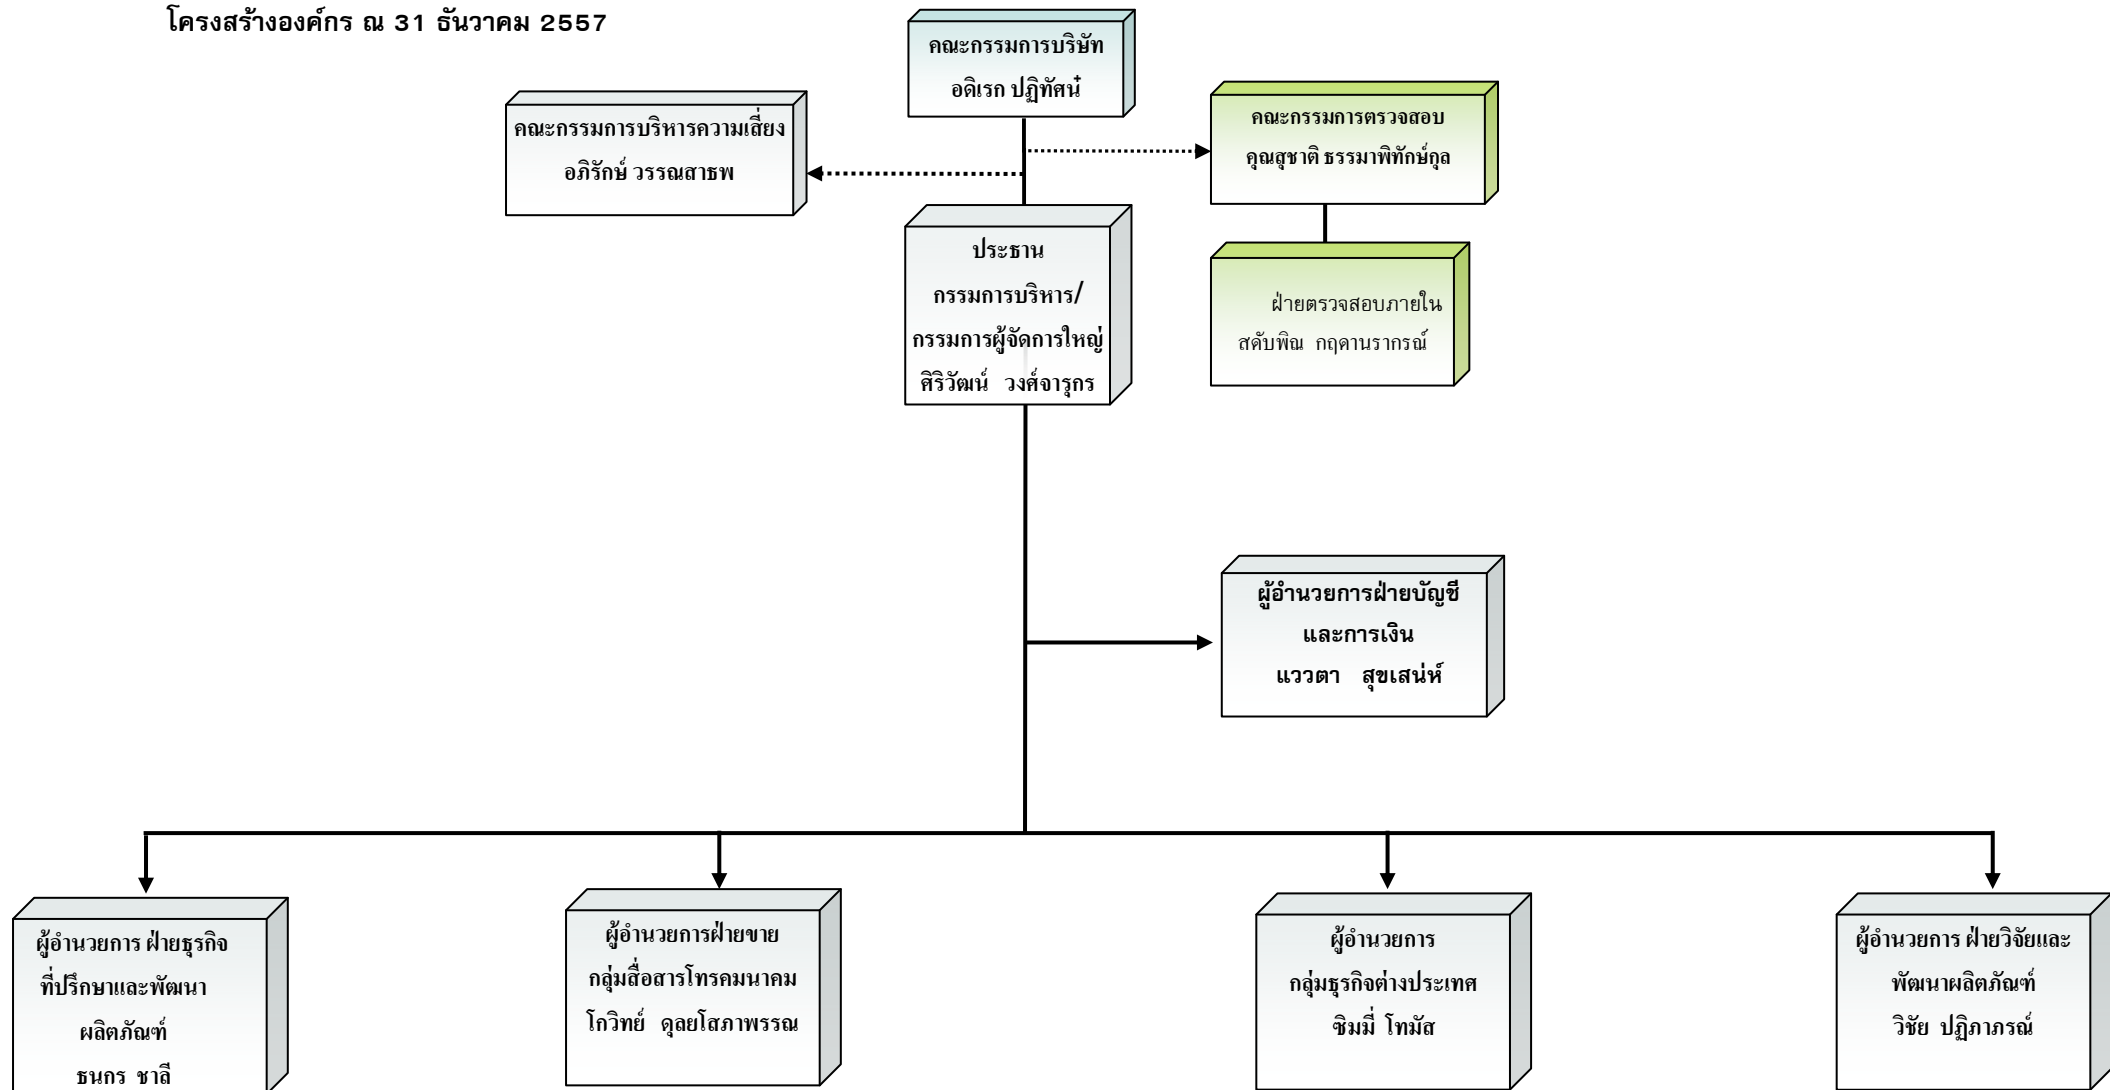 โครงสร้างองค์กร ณ 31 ธันวาคม 2557
คณะกรรมการบริษัท
อดิเรก ปฏิทัศน์
คณะกรรมการบริหารความเสี่ยง
อภิรักษ์ วรรณสาธพ
คณะกรรมการตรวจสอบ
คุณสุชาติ ธรรมาพิทักษ์กุล
ประธาน
กรรมการบริหาร/
กรรมการผู้จัดการใหญ่
ศิริวัฒน์ วงศ์จารุกร
ฝ่ายตรวจสอบภายใน
สดับพิณ กฤดานรากรณ์
ผู้อำนวยการฝ่ายบัญชี
และการเงิน
แววตา สุขเสน่ห์
ผู้อำนวยการ ฝ่ายธุรกิจ
ที่ปรึกษาและพัฒนา
ผลิตภัณฑ์
ธนกร ชาลี
ผู้อำนวยการฝ่ายขาย
กลุ่มสื่อสารโทรคมนาคม
โกวิทย์ ดุลยโสภาพรรณ
ผู้อำนวยการ
กลุ่มธุรกิจต่างประเทศ
ซิมมี่ โทมัส
ผู้อำนวยการ ฝ่ายวิจัยและ
พัฒนาผลิตภัณฑ์
วิชัย ปฏิภาภรณ์